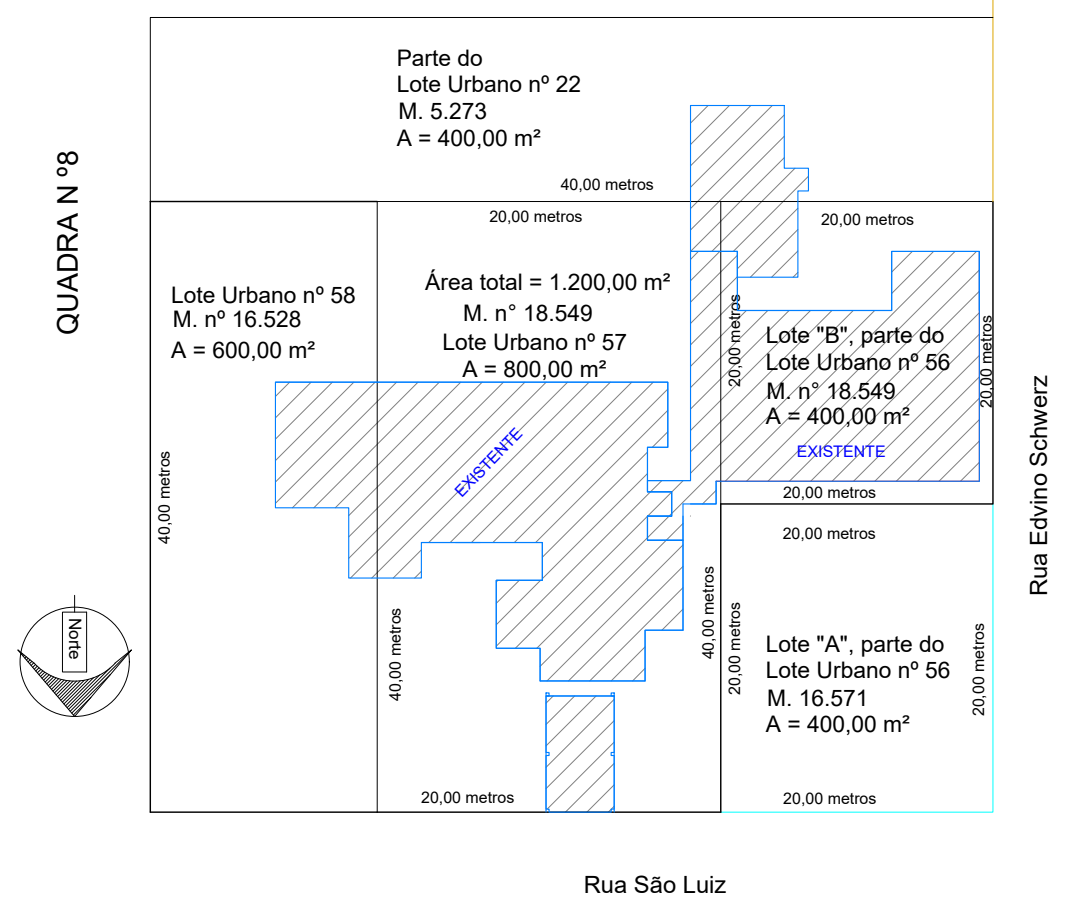 Parte do
Lote Urbano nº 22
M. 5.273
A = 400,00 m²
40,00 metros
QUADRA N º8
20,00 metros
20,00 metros
Lote Urbano nº 58
M. nº 16.528
A = 600,00 m²
Área total = 1.200,00 m²
M. n° 18.549
Lote Urbano nº 57
A = 800,00 m²
20,00 metros
Lote "B", parte do
Lote Urbano nº 56
M. n° 18.549
A = 400,00 m²
EXISTENTE
20,00 metros
20,00 metros
Rua Edvino Schwerz
EXISTENTE
40,00 metros
20,00 metros
Norte
40,00 metros
40,00 metros
20,00 metros
Lote "A", parte do
Lote Urbano nº 56
M. 16.571
A = 400,00 m²
20,00 metros
20,00 metros
20,00 metros
Rua São Luiz